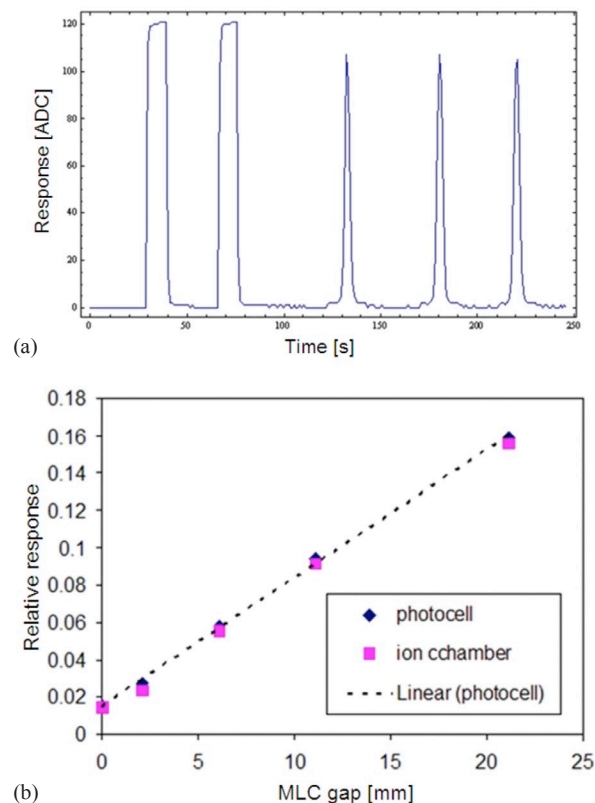 120
100
80
60
40
20
0
Response [ADC]
0 50 100 150 200 250
Time [s]
(a)
0.18
0.16
0.14
0.12
0.1
0.08
0.06
0.04
0.02
0
Relative response
photocell
ion cchamber
Linear (photocell)
0 5 10 15 20 25
MLC gap [mm]
(b)